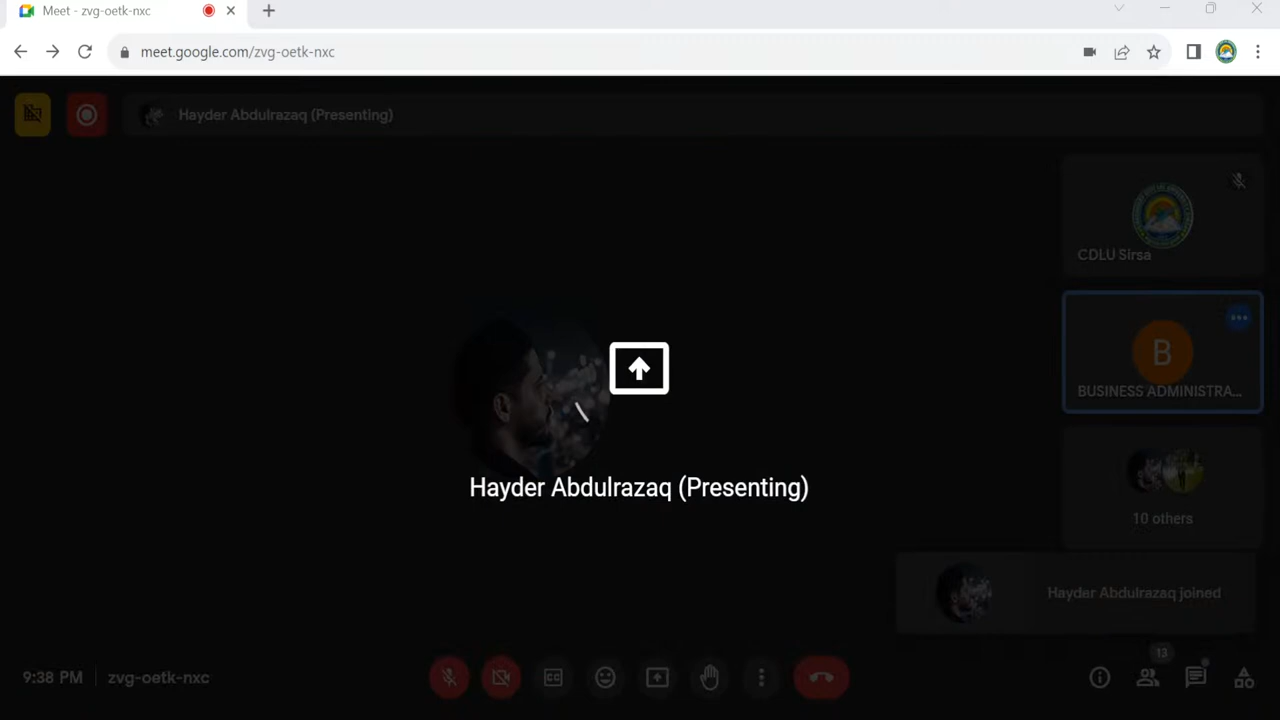 Meet - zvg-oetk-nxc
meet.google.com/zvg-oetk-nxc
Hayder Abdulrazaq (Presenting)
CDLU Sirsa
B
BUSINESS ADMINISTRA...
Hayder Abdulrazaq (Presenting)
10 others
Hayder Abdulrazaq joined
9:38 PM
zvg-oetk-nxc
CC
13